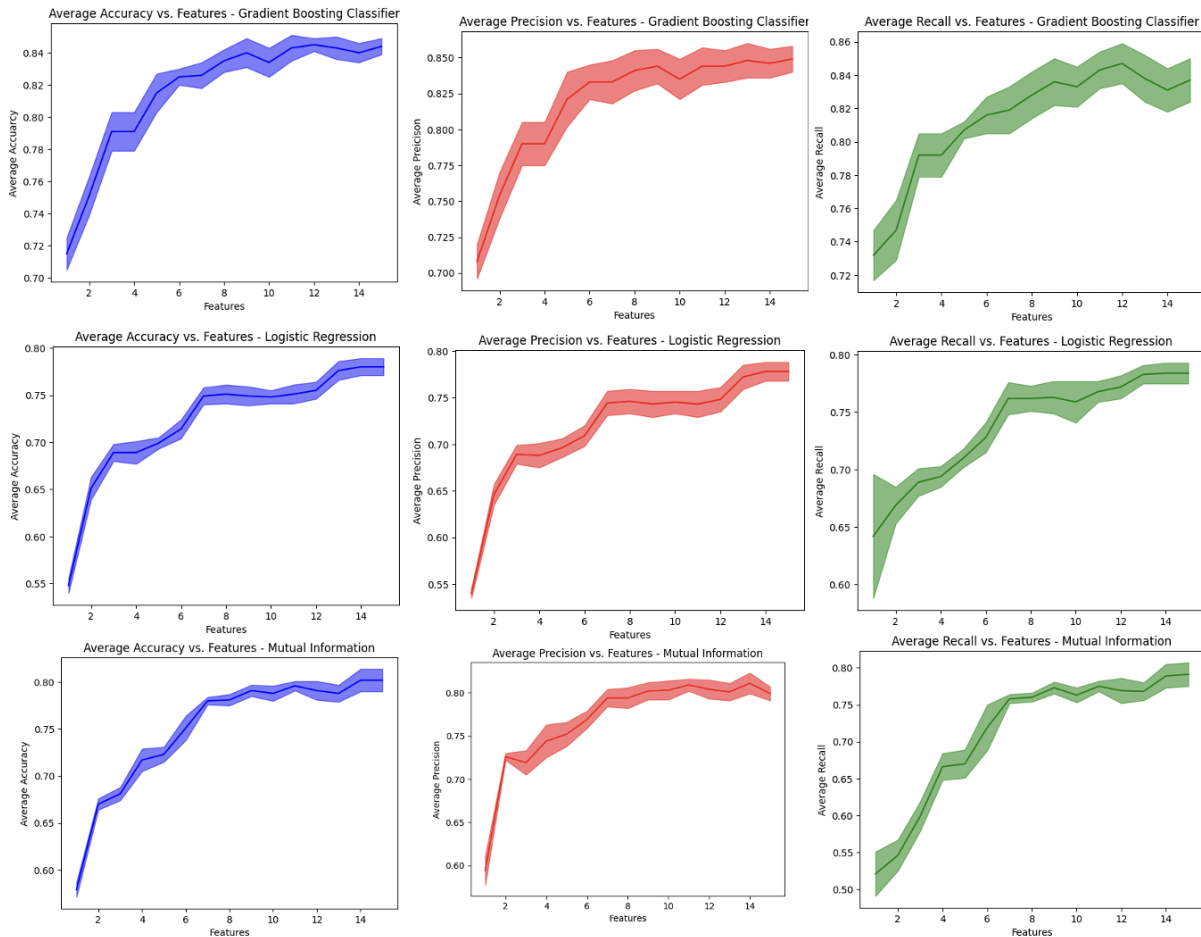 Average Accuracy vs. Features - Gradient Boosting Classifier
Average Accuarcy
0.84
0.82
0.80
0.78
0.76
0.74
0.72
0.70
2 4 6 8 10 12 14
Features
Average Precision vs. Features - Gradient Boosting Classifier
Average Preicison
0.850
0.825
0.800
0.775
0.750
0.725
0.700
2 4 6 8 10 12 14
Features
Average Recall vs. Features - Gradient Boosting Classifier
Average Recall
0.86
0.84
0.82
0.80
0.78
0.76
0.74
0.72
2 4 6 8 10 12 14
Features
Average Accuracy vs. Features - Logistic Regression
Average Accuracy
0.80
0.75
0.70
0.65
0.60
0.55
2 4 6 8 10 12 14
Features
Average Precision vs. Features - Logistic Regression
Average Precision
0.80
0.75
0.70
0.65
0.60
0.55
2 4 6 8 10 12 14
Features
Average Recall vs. Features - Logistic Regression
Average Recall
0.80
0.75
0.70
0.65
0.60
2 4 6 8 10 12 14
Features
Average Accuracy vs. Features - Mutual Information
Average Accuracy
0.80
0.75
0.70
0.65
0.60
2 4 6 8 10 12 14
Features
Average Precision vs. Features - Mutual Information
Average Precision
0.80
0.75
0.70
0.65
0.60
2 4 6 8 10 12 14
Features
Average Recall vs. Features - Mutual Information
Average Recall
0.80
0.75
0.70
0.65
0.60
0.55
0.50
2 4 6 8 10 12 14
Features